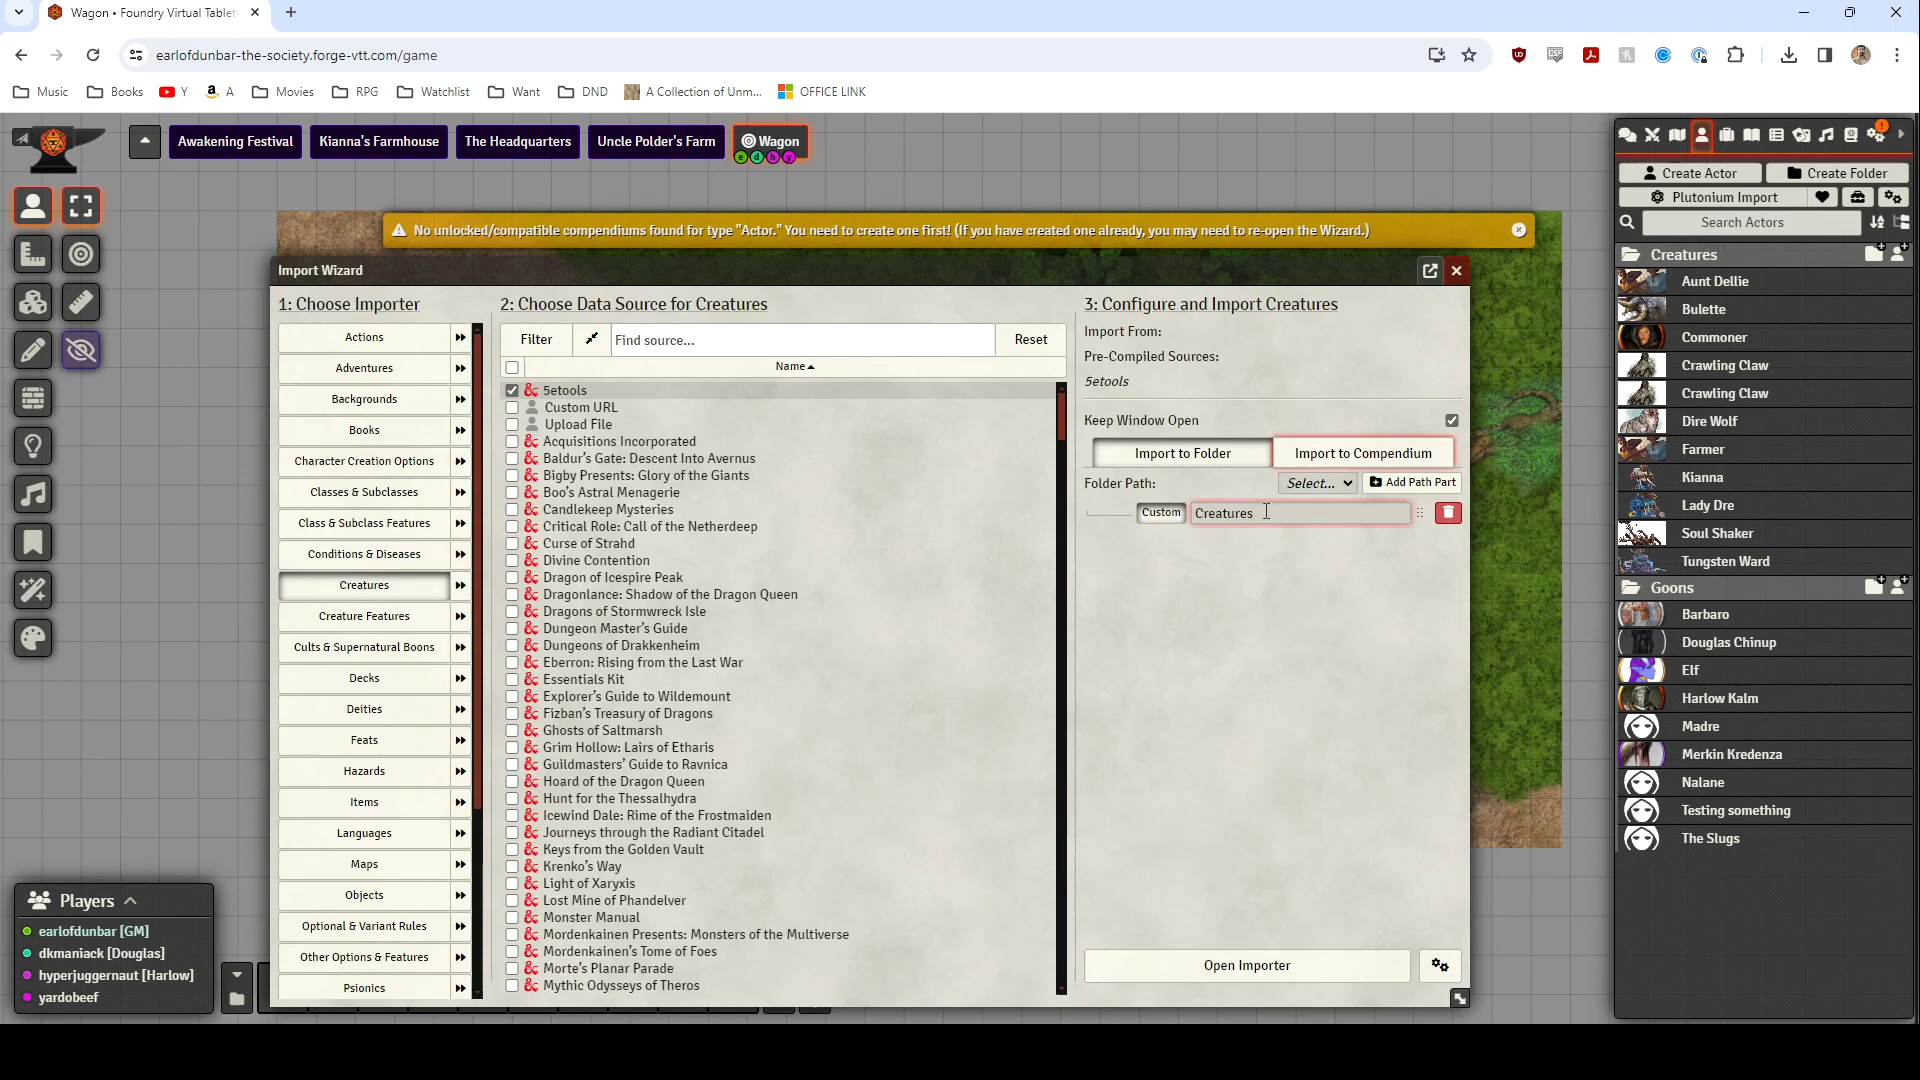 Wagon • Foundry Virtual Tablet
earlofdunbar-the-society.forge-vtt.com/game
Music
Books
Y
A
Movies
RPG
Watchlist
Want
DND
A Collection of Unm...
OFFICE LINK
Awakening Festival
Kianna's Farmhouse
The Headquarters
Uncle Polder's Farm
Wagon
e d h y
No unlocked/compatible compendiums found for type "Actor." You need to create one first! (If you have created one already, you may need to re-open the Wizard.)
Import Wizard
1: Choose Importer
Actions
Adventures
Backgrounds
Books
Character Creation Options
Classes & Subclasses
Class & Subclass Features
Conditions & Diseases
Creatures
Creature Features
Cults & Supernatural Boons
Decks
Deities
Feats
Hazards
Items
Languages
Maps
Objects
Optional & Variant Rules
Other Options & Features
Psionics
2: Choose Data Source for Creatures
Filter
Find source...
Reset
Name
5etools
Custom URL
Upload File
Acquisitions Incorporated
Baldur's Gate: Descent Into Avernus
Bigby Presents: Glory of the Giants
Boo's Astral Menagerie
Candlekeep Mysteries
Critical Role: Call of the Netherdeep
Curse of Strahd
Divine Contention
Dragon of Icespire Peak
Dragonlance: Shadow of the Dragon Queen
Dragons of Stormwreck Isle
Dungeon Master's Guide
Dungeons of Drakkenheim
Eberron: Rising from the Last War
Essentials Kit
Explorer's Guide to Wildemount
Fizban's Treasury of Dragons
Ghosts of Saltmarsh
Grim Hollow: Lairs of Etharis
Guildmasters' Guide to Ravnica
Hoard of the Dragon Queen
Hunt for the Thessalhydra
Icewind Dale: Rime of the Frostmaiden
Journeys through the Radiant Citadel
Keys from the Golden Vault
Krenko's Way
Light of Xaryxis
Lost Mine of Phandelver
Monster Manual
Mordenkainen Presents: Monsters of the Multiverse
Mordenkainen's Tome of Foes
Morte's Planar Parade
Mythic Odysseys of Theros
3: Configure and Import Creatures
Import From:
Pre-Compiled Sources:
5etools
Keep Window Open
Import to Folder
Import to Compendium
Folder Path:
Select...
Add Path Part
Custom
Creatures
Open Importer
Create Actor
Create Folder
Plutonium Import
Search Actors
Creatures
Aunt Dellie
Bulette
Commoner
Crawling Claw
Crawling Claw
Dire Wolf
Farmer
Kianna
Lady Dre
Soul Shaker
Tungsten Ward
Goons
Barbaro
Douglas Chinup
Elf
Harlow Kalm
Madre
Merkin Kredenza
Nalane
Testing something
The Slugs
Players
earlofdunbar [GM]
dkmaniack [Douglas]
hyperjuggernaut [Harlow]
yardobeef